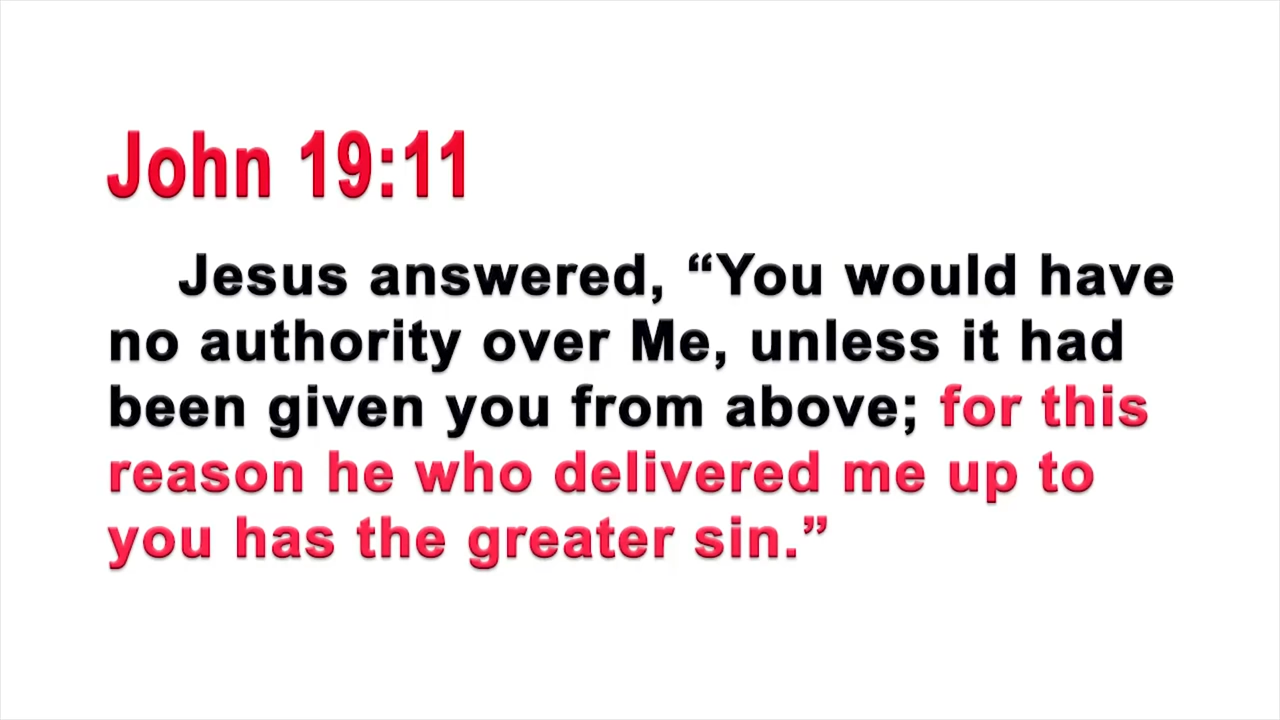 John 19:11
Jesus answered, “You would have
no authority over Me, unless it had
been given you from above; for this
reason he who delivered me up to
you has the greater sin.”